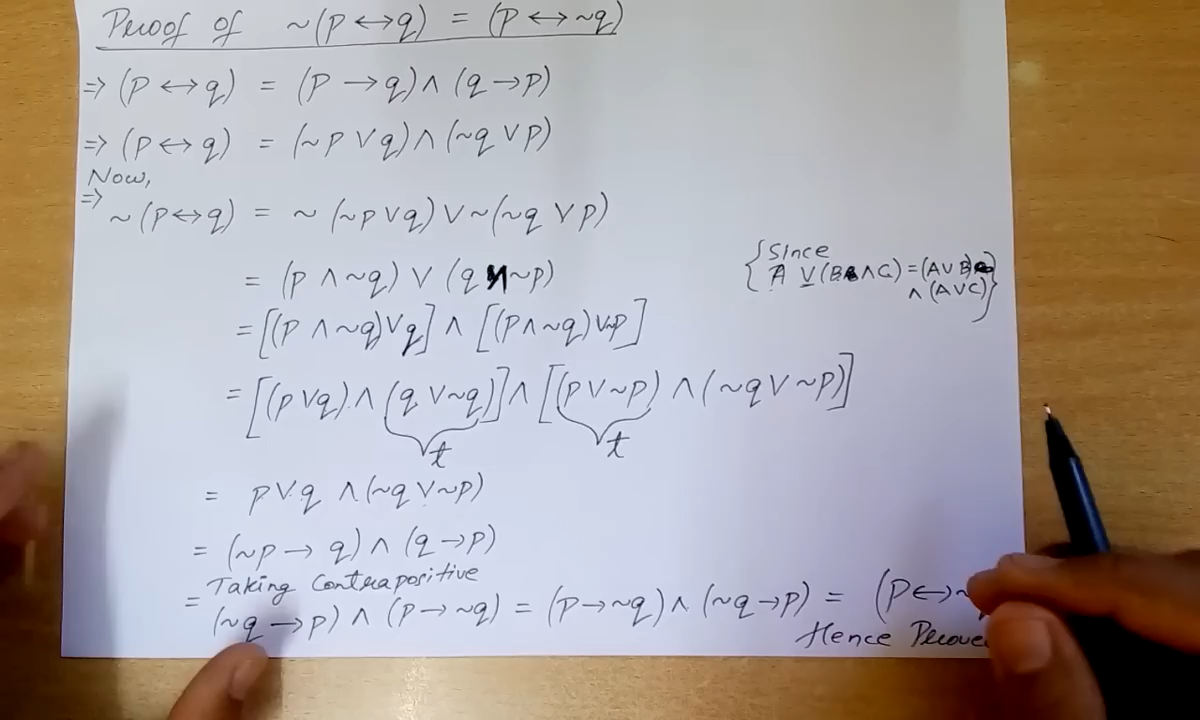 Proof of ~(p ↔ q) = (p ↔ ~q)
⇒ (p ↔ q) = (p → q) ∧ (q → p)
⇒ (p ↔ q) = (~p ∨ q) ∧ (~q ∨ p)
Now,
⇒ ~(p ↔ q) = ~(~p ∨ q) ∨ ~(~q ∨ p)
= (p ∧ ~q) ∨ (q ∧ ~p)
{Since
A ∨ (B ∧ C) = (A ∨ B)
∧ (A ∨ C)}
= [(p ∧ ~q) ∨ q] ∧ [(p ∧ ~q) ∨ ~p]
= [(p ∨ q) ∧ (q ∨ ~q)] ∧ [(p ∨ ~p) ∧ (~q ∨ ~p)]
t t
= p ∨ q ∧ (~q ∨ ~p)
= (~p → q) ∧ (q → p)
Taking Contrapositive
= (~q → p) ∧ (p → ~q) = (p → ~q) ∧ (~q → p) = (p ↔ ~
Hence Proved